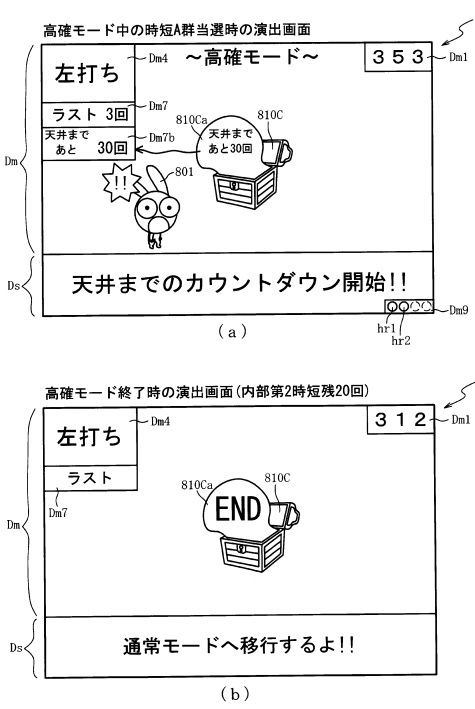 高確モード中の時短A群当選時の演出画面
左打ち
Dm4
～高確モード～
３５３
Dm1
ラスト 3回
Dm7
天井まで
あと 30回
Dm7b
810Ca
810C
天井まで
あと30回
!!
801
Dm
Ds
天井までのカウントダウン開始!!
Dm9
hr1
hr2
(a)
高確モード終了時の演出画面(内部第2時短残20回)
左打ち
Dm4
３１２
Dm1
ラスト
Dm7
810Ca
810C
END
Dm
Ds
通常モードへ移行するよ!!
(b)